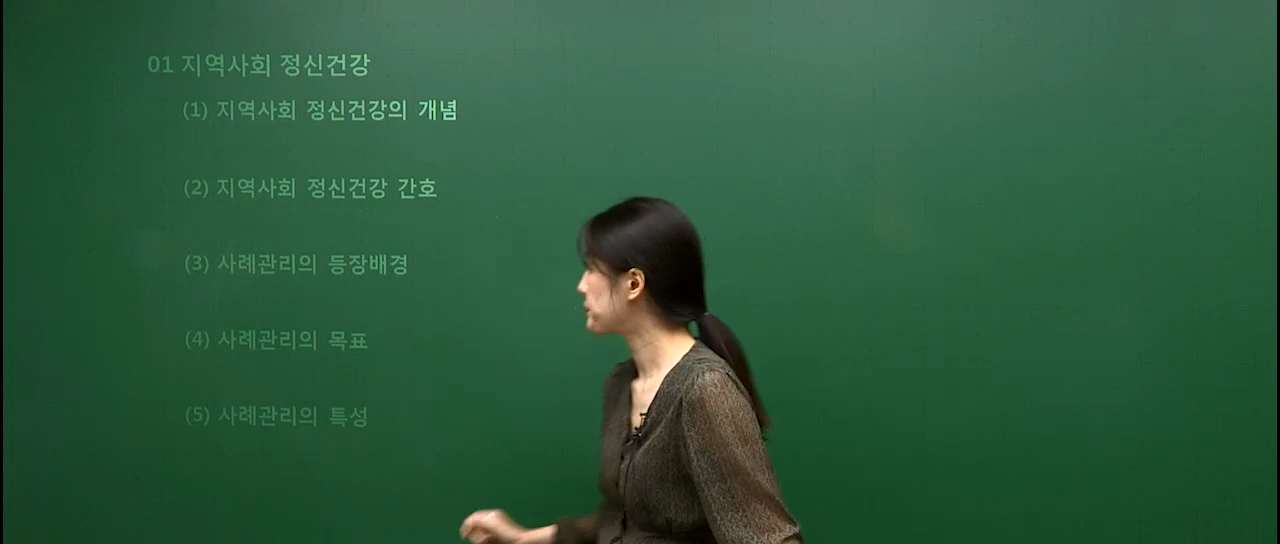 01 지역사회 정신건강
(1) 지역사회 정신건강의 개념
(2) 지역사회 정신건강 간호
(3) 사례관리의 등장배경
(4) 사례관리의 목표
(5) 사례관리의 특성